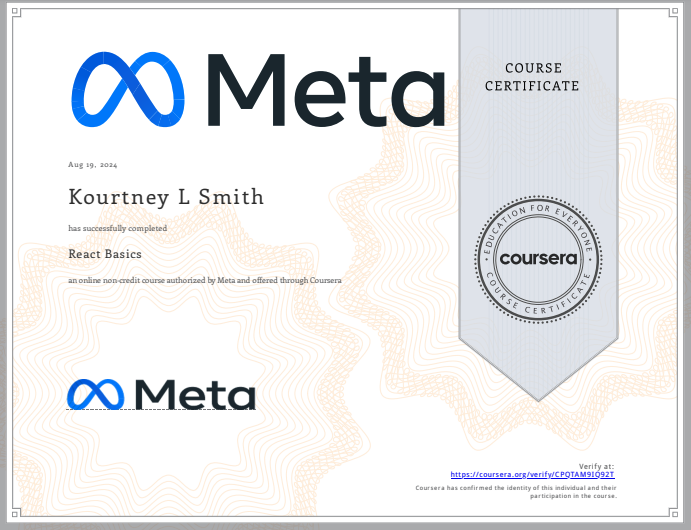 Meta
COURSE
CERTIFICATE
Aug 19, 2024
Kourtney L Smith
has successfully completed
React Basics
an online non-credit course authorized by Meta and offered through Coursera
EDUCATION FOR EVERYONE
coursera
COURSE CERTIFICATE
Meta
Verify at:
https://coursera.org/verify/CPQTAM9IQ92T
Coursera has confirmed the identity of this individual and their
participation in the course.